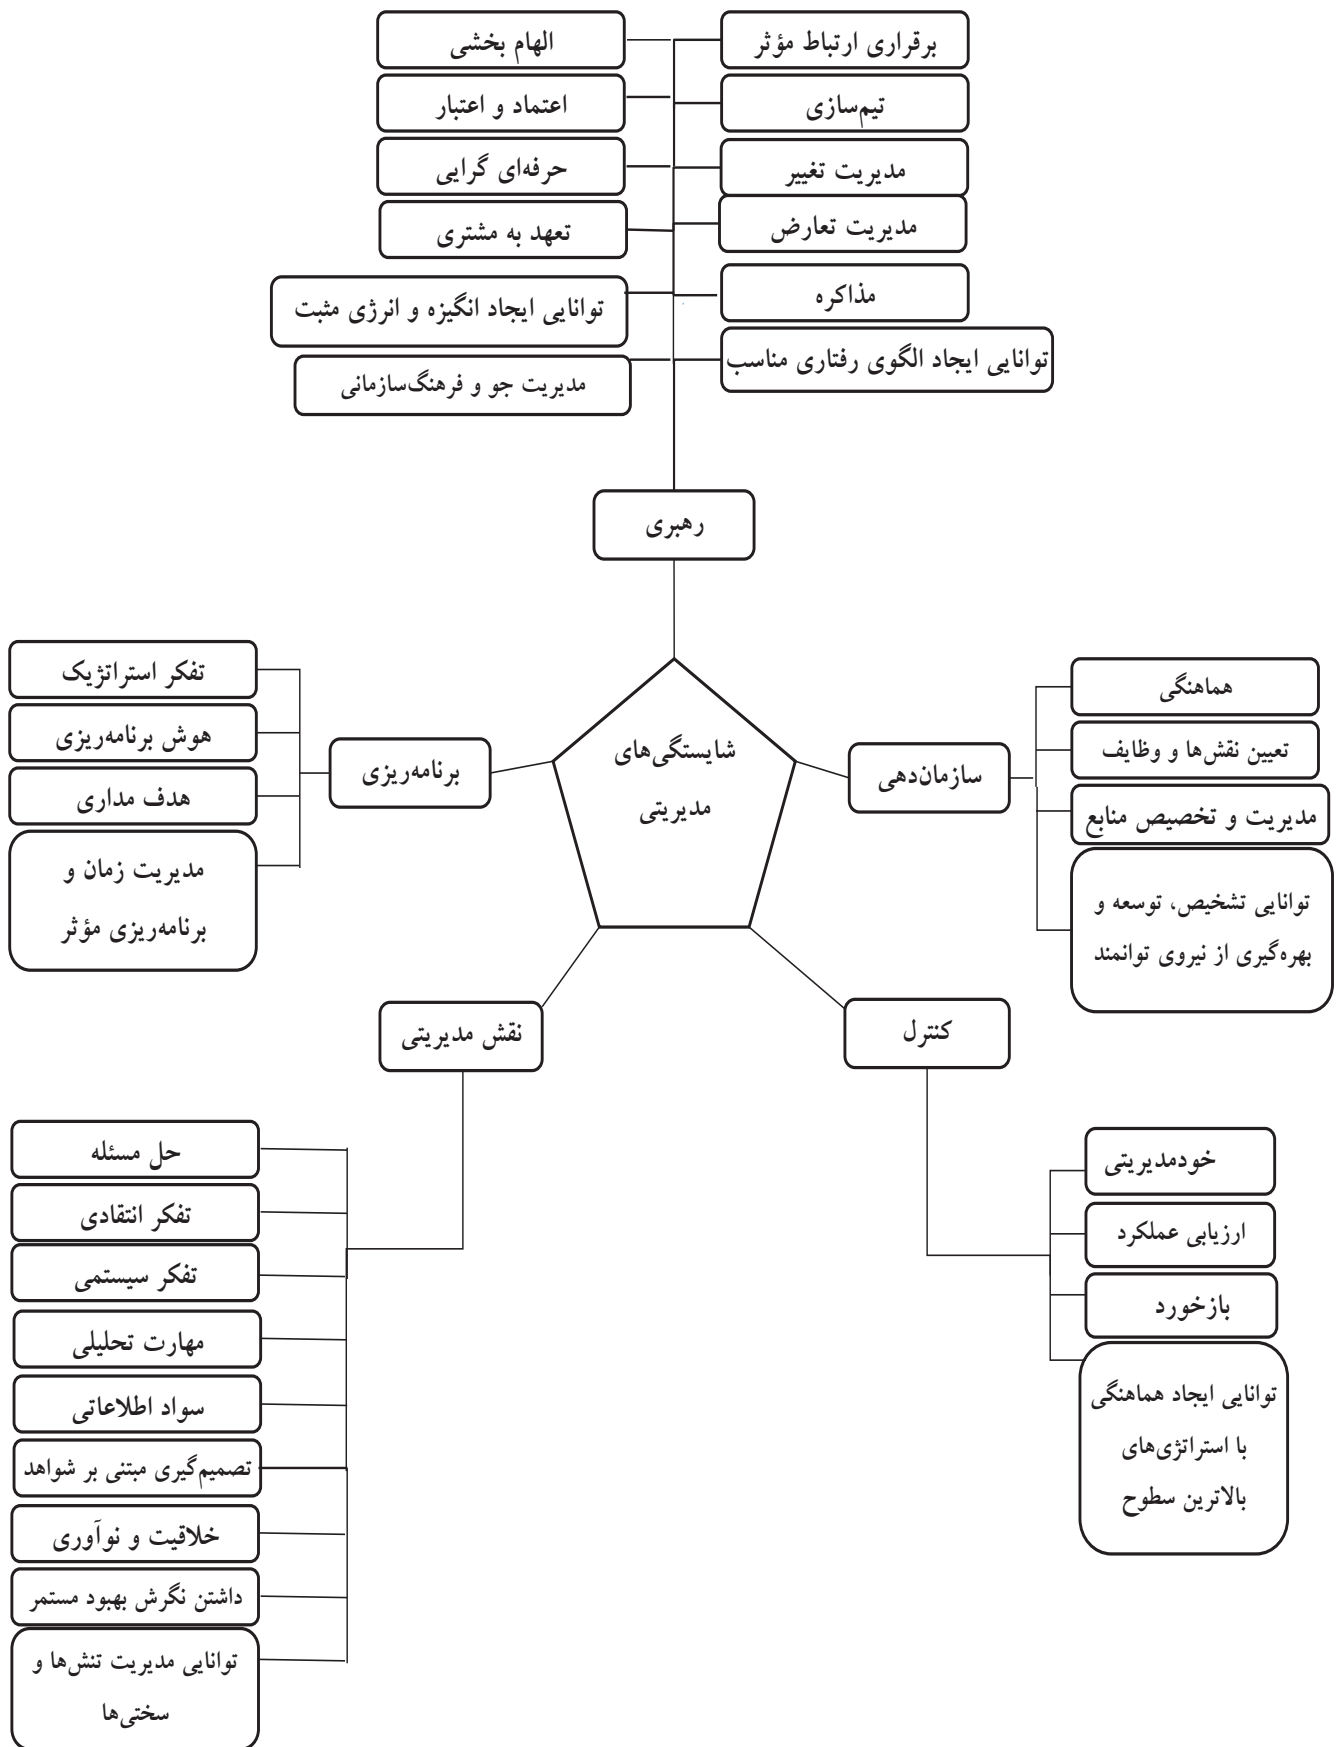 برقراری ارتباط مؤثر
الهام بخشی
تیم‌سازی
اعتماد و اعتبار
مدیریت تغییر
حرفه‌ای گرایی
مدیریت تعارض
تعهد به مشتری
مذاکره
توانایی ایجاد انگیزه و انرژی مثبت
توانایی ایجاد الگوی رفتاری مناسب
مدیریت جو و فرهنگ‌سازمانی
رهبری
شایستگی‌های
مدیریتی
سازمان‌دهی
هماهنگی
تعیین نقش‌ها و وظایف
مدیریت و تخصیص منابع
توانایی تشخیص، توسعه و
بهره‌گیری از نیروی توانمند
برنامه‌ریزی
تفکر استراتژیک
هوش برنامه‌ریزی
هدف مداری
مدیریت زمان و
برنامه‌ریزی مؤثر
کنترل
خودمدیریتی
ارزیابی عملکرد
بازخورد
توانایی ایجاد هماهنگی
با استراتژی‌های
بالاترین سطوح
نقش مدیریتی
حل مسئله
تفکر انتقادی
تفکر سیستمی
مهارت تحلیلی
سواد اطلاعاتی
تصمیم‌گیری مبتنی بر شواهد
خلاقیت و نوآوری
داشتن نگرش بهبود مستمر
توانایی مدیریت تنش‌ها و
سختی‌ها